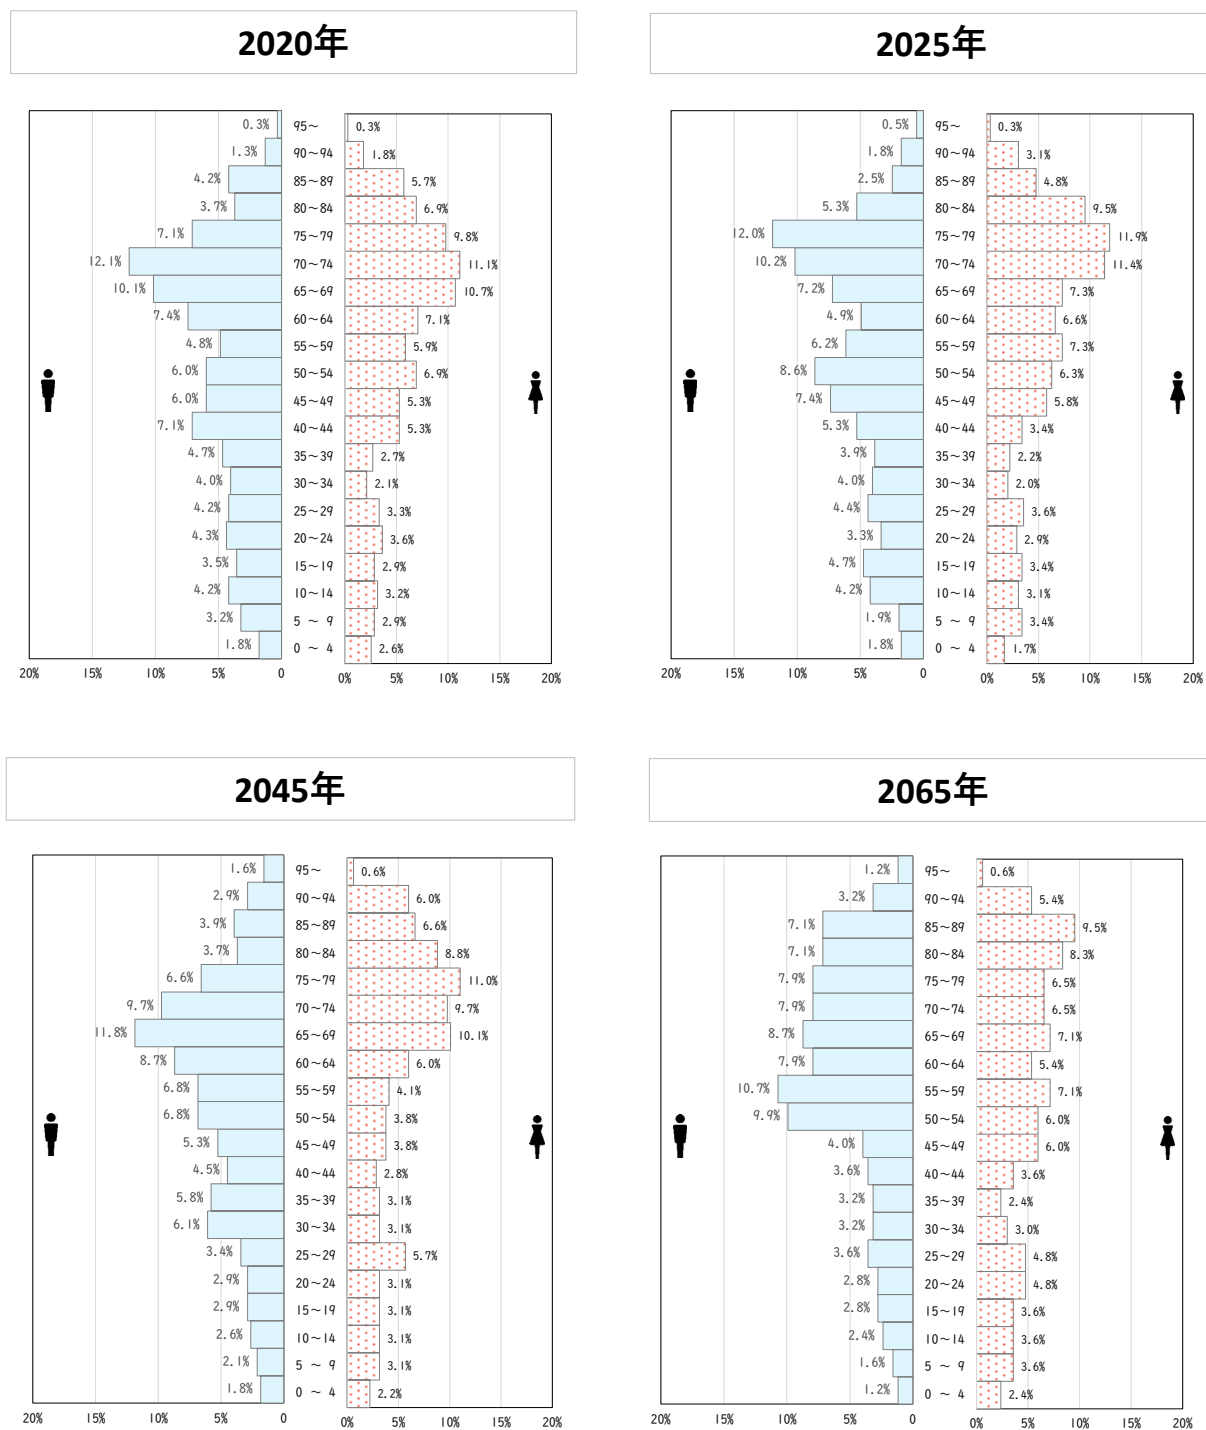 2020年
2025年
0.3% 95～ 0.3%
1.3% 90～94 1.8%
4.2% 85～89 5.7%
3.7% 80～84 6.9%
7.1% 75～79 9.8%
12.1% 70～74 11.1%
10.1% 65～69 10.7%
7.4% 60～64 7.1%
4.8% 55～59 5.9%
6.0% 50～54 6.9%
6.0% 45～49 5.3%
7.1% 40～44 5.3%
4.7% 35～39 2.7%
4.0% 30～34 2.1%
4.2% 25～29 3.3%
4.3% 20～24 3.6%
3.5% 15～19 2.9%
4.2% 10～14 3.2%
3.2% 5 ～ 9 2.9%
1.8% 0 ～ 4 2.6%
20% 15% 10% 5% 0 0% 5% 10% 15% 20%
0.5% 95～ 0.3%
1.8% 90～94 3.1%
2.5% 85～89 4.8%
5.3% 80～84 9.5%
12.0% 75～79 11.9%
10.2% 70～74 11.4%
7.2% 65～69 7.3%
4.9% 60～64 6.6%
6.2% 55～59 7.3%
8.6% 50～54 6.3%
7.4% 45～49 5.8%
5.3% 40～44 3.4%
3.9% 35～39 2.2%
4.0% 30～34 2.0%
4.4% 25～29 3.6%
3.3% 20～24 2.9%
4.7% 15～19 3.4%
4.2% 10～14 3.1%
1.9% 5 ～ 9 3.4%
1.8% 0 ～ 4 1.7%
20% 15% 10% 5% 0 0% 5% 10% 15% 20%
2045年
2065年
1.6% 95～ 0.6%
2.9% 90～94 6.0%
3.9% 85～89 6.6%
3.7% 80～84 8.8%
6.6% 75～79 11.0%
9.7% 70～74 9.7%
11.8% 65～69 10.1%
8.7% 60～64 6.0%
6.8% 55～59 4.1%
6.8% 50～54 3.8%
5.3% 45～49 3.8%
4.5% 40～44 2.8%
5.8% 35～39 3.1%
6.1% 30～34 3.1%
3.4% 25～29 5.7%
2.9% 20～24 3.1%
2.9% 15～19 3.1%
2.6% 10～14 3.1%
2.1% 5 ～ 9 3.1%
1.8% 0 ～ 4 2.2%
20% 15% 10% 5% 0 0% 5% 10% 15% 20%
1.2% 95～ 0.6%
3.2% 90～94 5.4%
7.1% 85～89 9.5%
7.1% 80～84 8.3%
7.9% 75～79 6.5%
7.9% 70～74 6.5%
8.7% 65～69 7.1%
7.9% 60～64 5.4%
10.7% 55～59 7.1%
9.9% 50～54 6.0%
4.0% 45～49 6.0%
3.6% 40～44 3.6%
3.2% 35～39 2.4%
3.2% 30～34 3.0%
3.6% 25～29 4.8%
2.8% 20～24 4.8%
2.8% 15～19 3.6%
2.4% 10～14 3.6%
1.6% 5 ～ 9 3.6%
1.2% 0 ～ 4 2.4%
20% 15% 10% 5% 0 0% 5% 10% 15% 20%